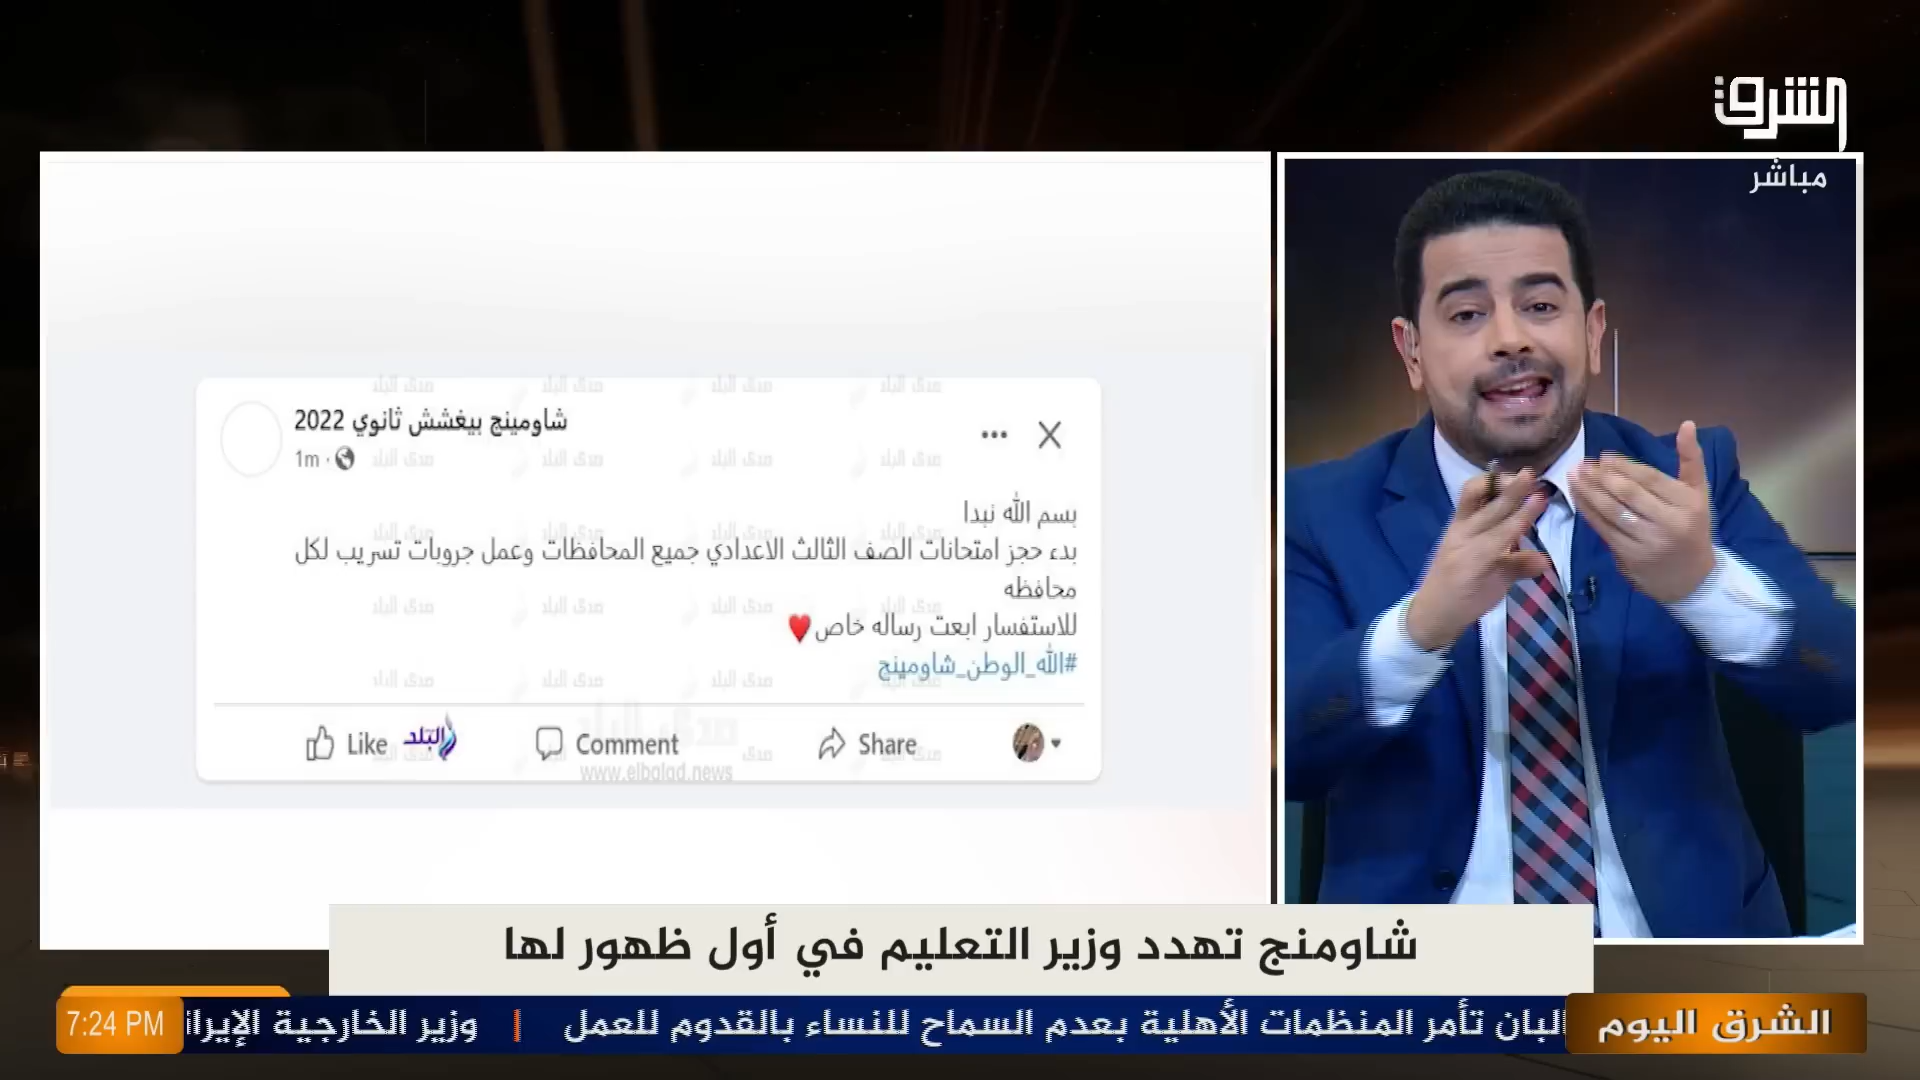 الشرق
مباشر
شاومينج بيغشش ثانوي 2022
1m
بسم الله نبدا
بدء حجز امتحانات الصف الثالث الاعدادي جميع المحافظات وعمل جروبات تسريب لكل
محافظه
للاستفسار ابعت رساله خاص
#الله_الوطن_شاومينج
Like
البلد
Comment
Share
صدى البلد
www.elbalad.news
شاومنج تهدد وزير التعليم في أول ظهور لها
الشرق اليوم
تأمر المنظمات الأهلية بعدم السماح للنساء بالقدوم للعمل | وزير الخارجية
7:24 PM